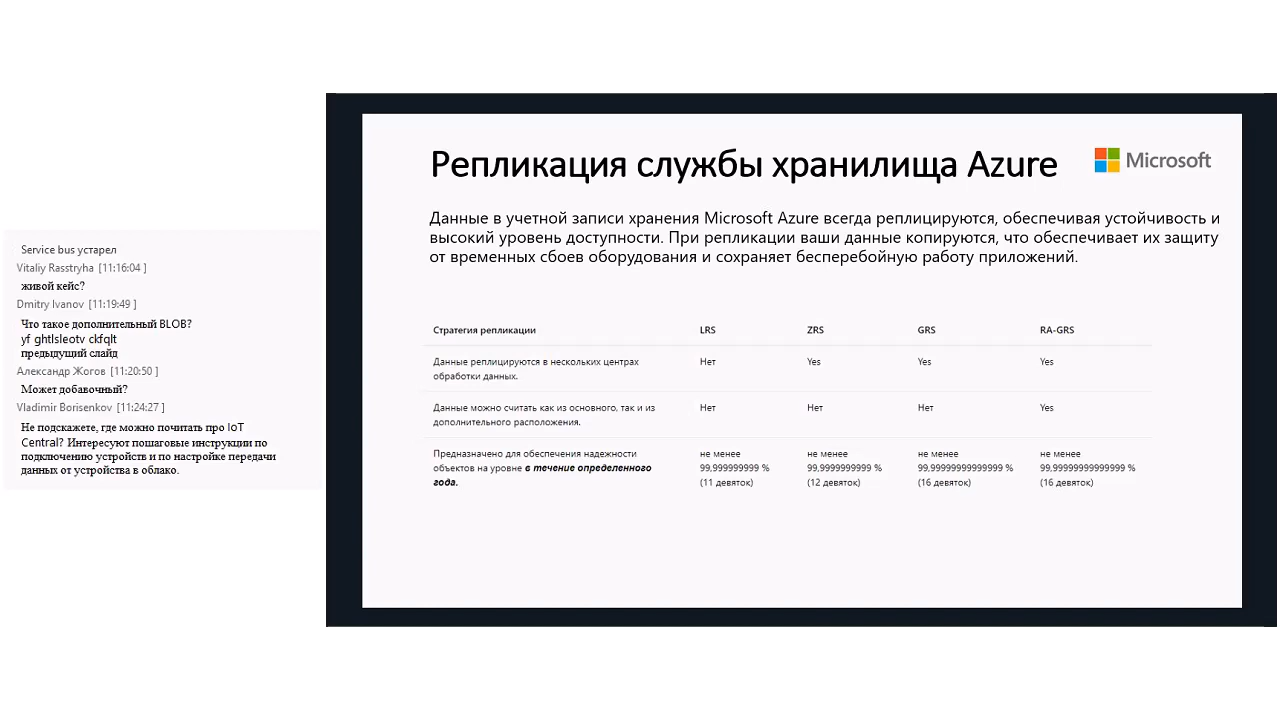 Service bus устарел
Vitaliy Rasstryha [11:16:04 ]
живой кейс?
Dmitry Ivanov [11:19:49 ]
Что такое дополнительный BLOB?
yf ghtlsleotv ckfqlt
предыдущий слайд
Александр Жогов [11:20:50 ]
Может добавочный?
Vladimir Borisenkov [11:24:27 ]
Не подскажете, где можно почитать про IoT
Central? Интересуют пошаговые инструкции по
подключению устройств и по настройке передачи
данных от устройства в облако.
Репликация службы хранилища Azure
Microsoft
Данные в учетной записи хранения Microsoft Azure всегда реплицируются, обеспечивая устойчивость и
высокий уровень доступности. При репликации ваши данные копируются, что обеспечивает их защиту
от временных сбоев оборудования и сохраняет бесперебойную работу приложений.
Стратегия репликации LRS ZRS GRS RA-GRS
Данные реплицируются в нескольких центрах Нет Yes Yes Yes
обработки данных.
Данные можно считать как из основного, так и из Нет Нет Нет Yes
дополнительного расположения.
Предназначено для обеспечения надежности не менее не менее не менее не менее
объектов на уровне в течение определенного 99,999999999 % 99,9999999999 % 99,99999999999999 % 99,99999999999999 %
года. (11 девяток) (12 девяток) (16 девяток) (16 девяток)